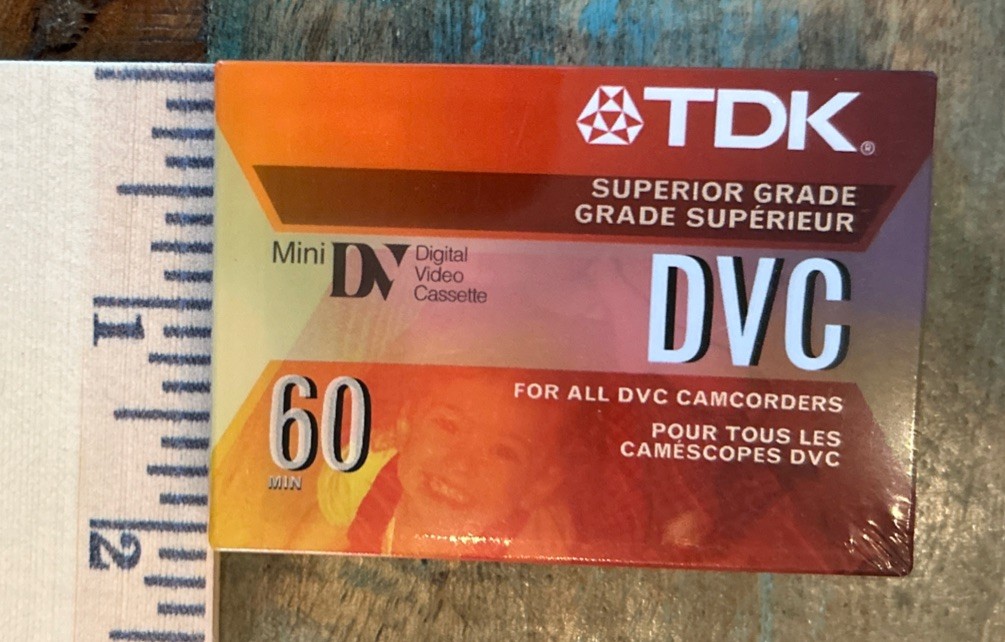 TDK®
SUPERIOR GRADE
GRADE SUPÉRIEUR
Mini DV Digital
Video
Cassette
DVC
60
MIN
FOR ALL DVC CAMCORDERS
POUR TOUS LES
CAMÉSCOPES DVC
1
2